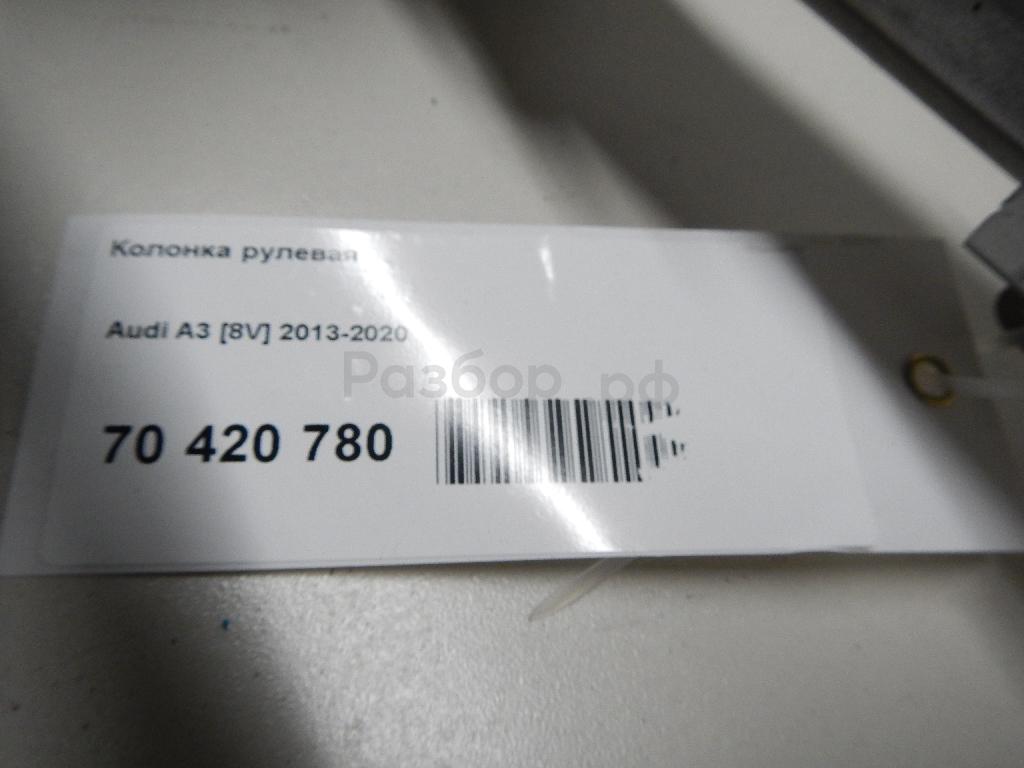 Колонка рулевая
Audi A3 [8V] 2013-2020
Разбор.рф
70 420 780